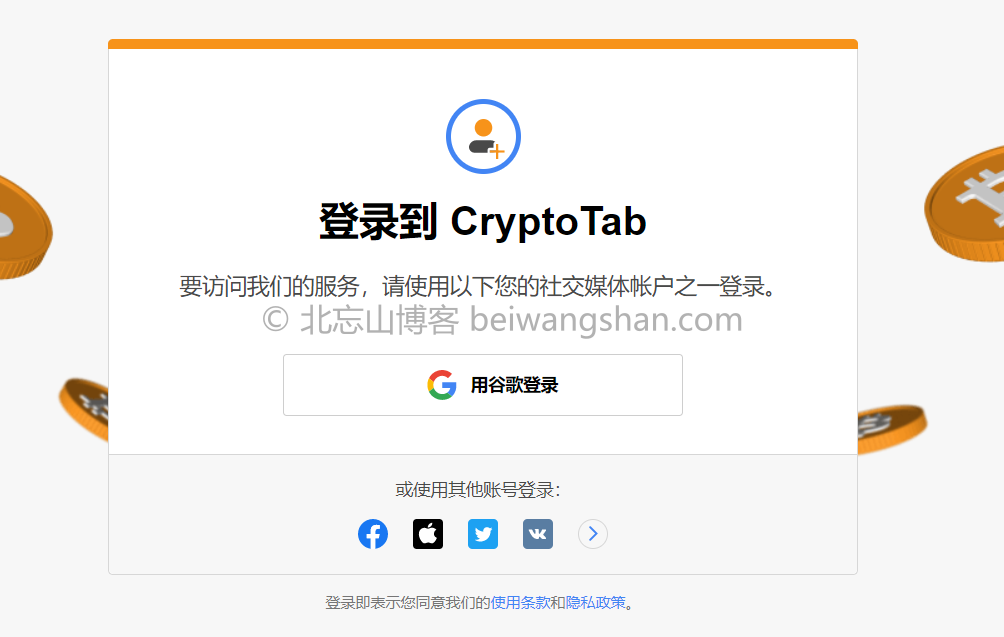 登录到 CryptoTab
要访问我们的服务，请使用以下您的社交媒体帐户之一登录。
© 北忘山博客 beiwangshan.com
用谷歌登录
或使用其他账号登录：
登录即表示您同意我们的使用条款和隐私政策。